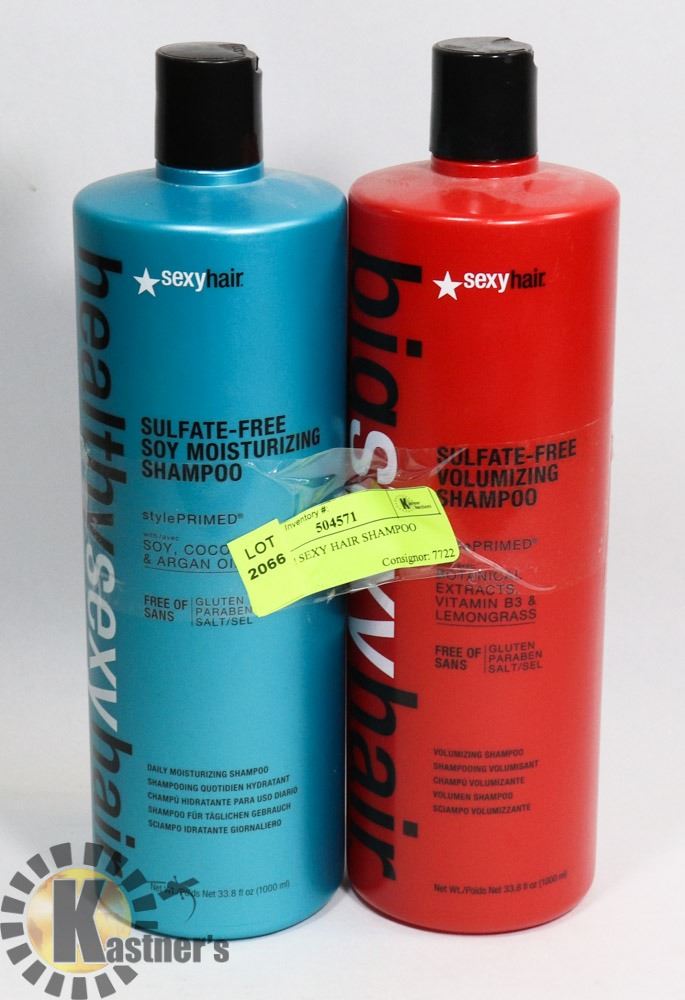 healthysexyhair
sexyhair
SULFATE-FREE
SOY MOISTURIZING
SHAMPOO
stylePRIMED®
with/avec
SOY, COCO
& ARGAN OI
FREE OF
SANS
GLUTEN
PARABEN
SALT/SEL
DAILY MOISTURIZING SHAMPOO
SHAMPOOING QUOTIDIEN HYDRATANT
CHAMPÚ HIDRATANTE PARA USO DIARIO
SHAMPOO FÜR TÄGLICHEN GEBRAUCH
SCIAMPO IDRATANTE GIORNALIERO
Net Wt./Poids Net 33.8 fl oz (1000 ml)
bigsexyhair
sexyhair
SULFATE-FREE
VOLUMIZING
SHAMPOO
PRIMED®
BOTANICAL
EXTRACTS,
VITAMIN B3 &
LEMONGRASS
FREE OF
SANS
GLUTEN
PARABEN
SALT/SEL
VOLUMIZING SHAMPOO
SHAMPOOING VOLUMISANT
CHAMPÚ VOLUMIZANTE
VOLUMEN SHAMPOO
SCIAMPO VOLUMIZZANTE
Net Wt./Poids Net 33.8 fl oz (1000 ml)
LOT
2066
Inventory #:
504571
SEXY HAIR SHAMPOO
Consignor: 7722
Kastner's